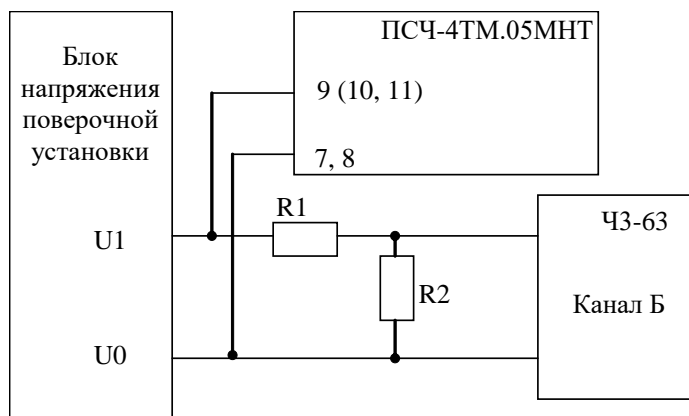 Блок
напряжения
поверочной
установки
U1
U0
ПСЧ-4ТМ.05МНТ
9 (10, 11)
7, 8
R1
R2
Ч3-63
Канал Б